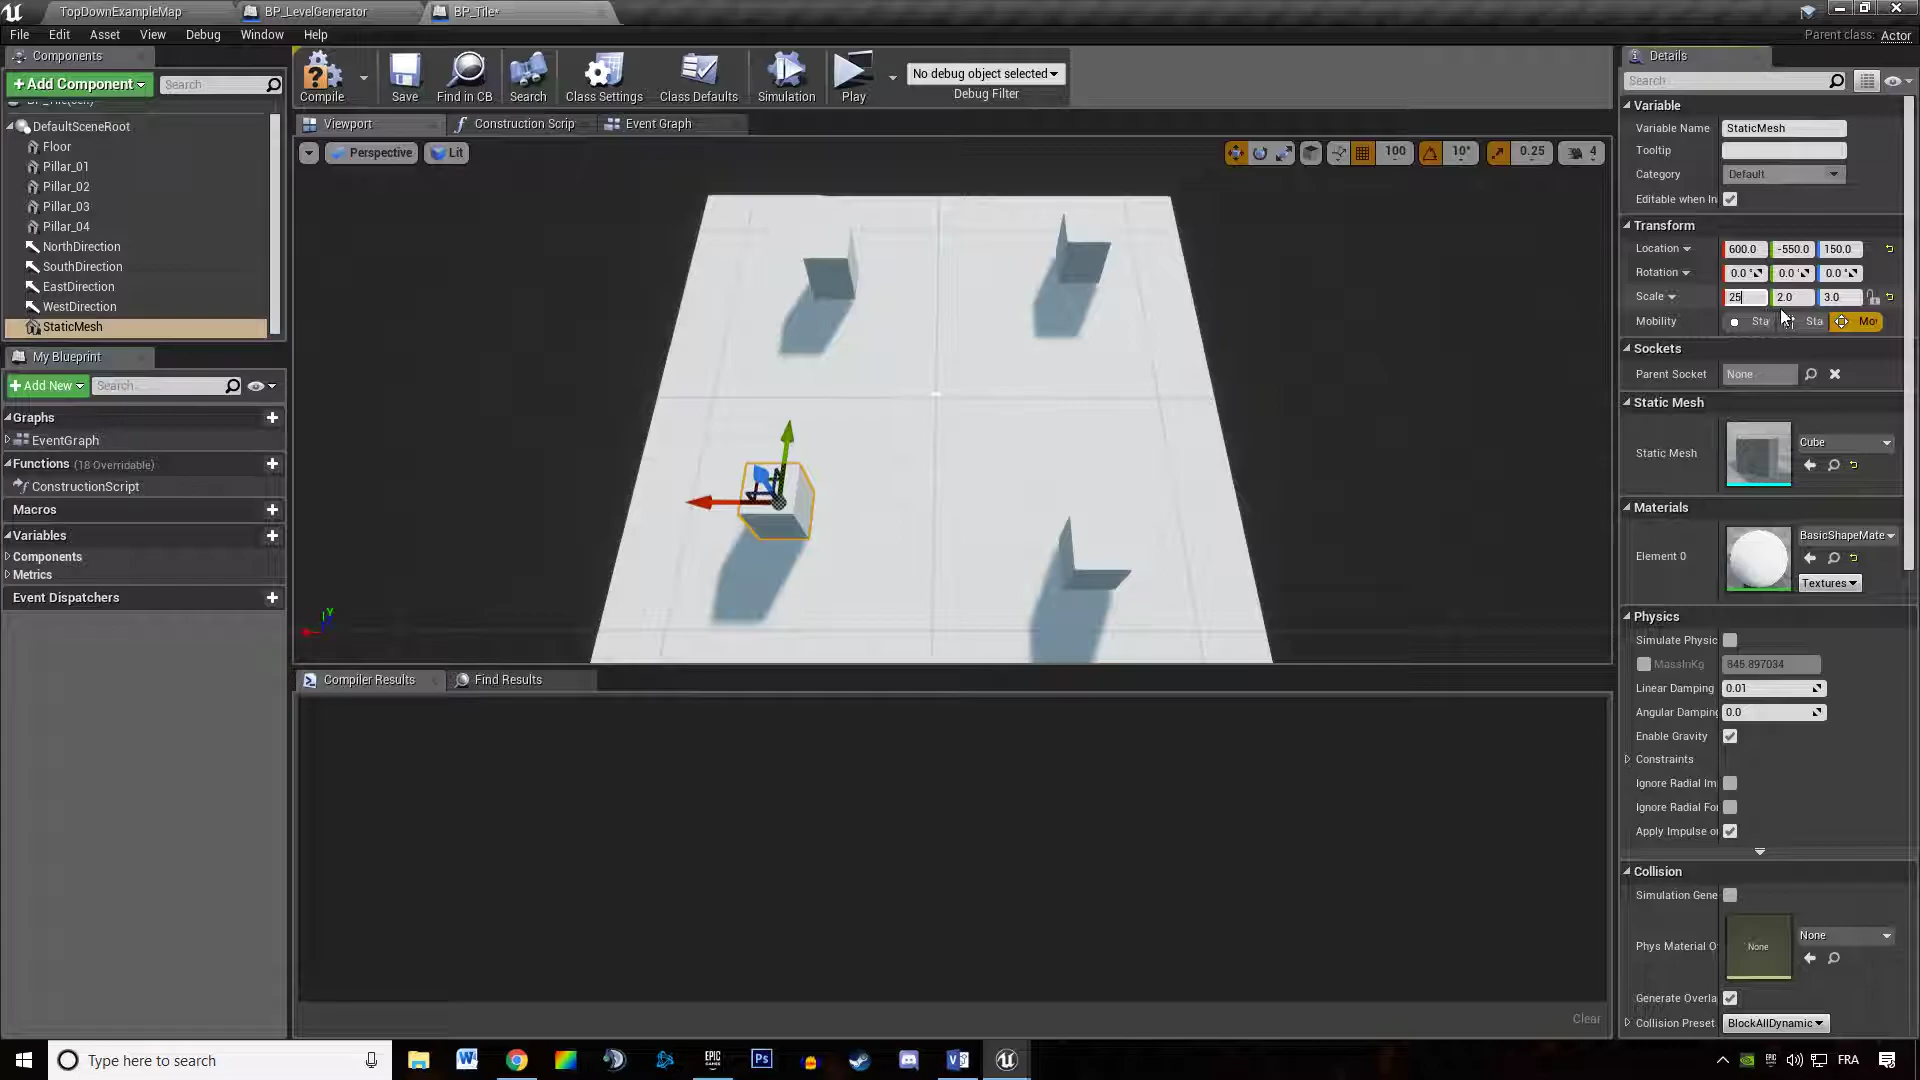 TopDownExampleMap
BP_LevelGenerator
BP_Tile*
File Edit Asset View Debug Window Help
Parent class: Actor
Components
+Add Component
Search
DefaultSceneRoot
Floor
Pillar_01
Pillar_02
Pillar_03
Pillar_04
NorthDirection
SouthDirection
EastDirection
WestDirection
StaticMesh
My Blueprint
+Add New
Search
Graphs
EventGraph
Functions (18 Overridable)
ConstructionScript
Macros
Variables
Components
Metrics
Event Dispatchers
Compile
Save
Find in CB
Search
Class Settings
Class Defaults
Simulation
Play
No debug object selected
Debug Filter
Viewport
Construction Scrip
Event Graph
Perspective
Lit
100
10°
0.25
4
Y
Compiler Results
Find Results
Clear
Details
Search
Variable
Variable Name StaticMesh
Tooltip
Category Default
Editable when In
Transform
Location 600.0 -550.0 150.0
Rotation 0.0 ° 0.0 ° 0.0 °
Scale 25 2.0 3.0
Mobility Sta Sta Mo
Sockets
Parent Socket None
Static Mesh
Static Mesh Cube
Materials
Element 0 BasicShapeMate
Textures
Physics
Simulate Physic
MassInKg 845.897034
Linear Damping 0.01
Angular Damping 0.0
Enable Gravity
Constraints
Ignore Radial Im
Ignore Radial Fo
Apply Impulse o
Collision
Simulation Gene
Phys Material O None None
Generate Overla
Collision Preset BlockAllDynamic
Type here to search
EPIC GAMES
Ps
FRA